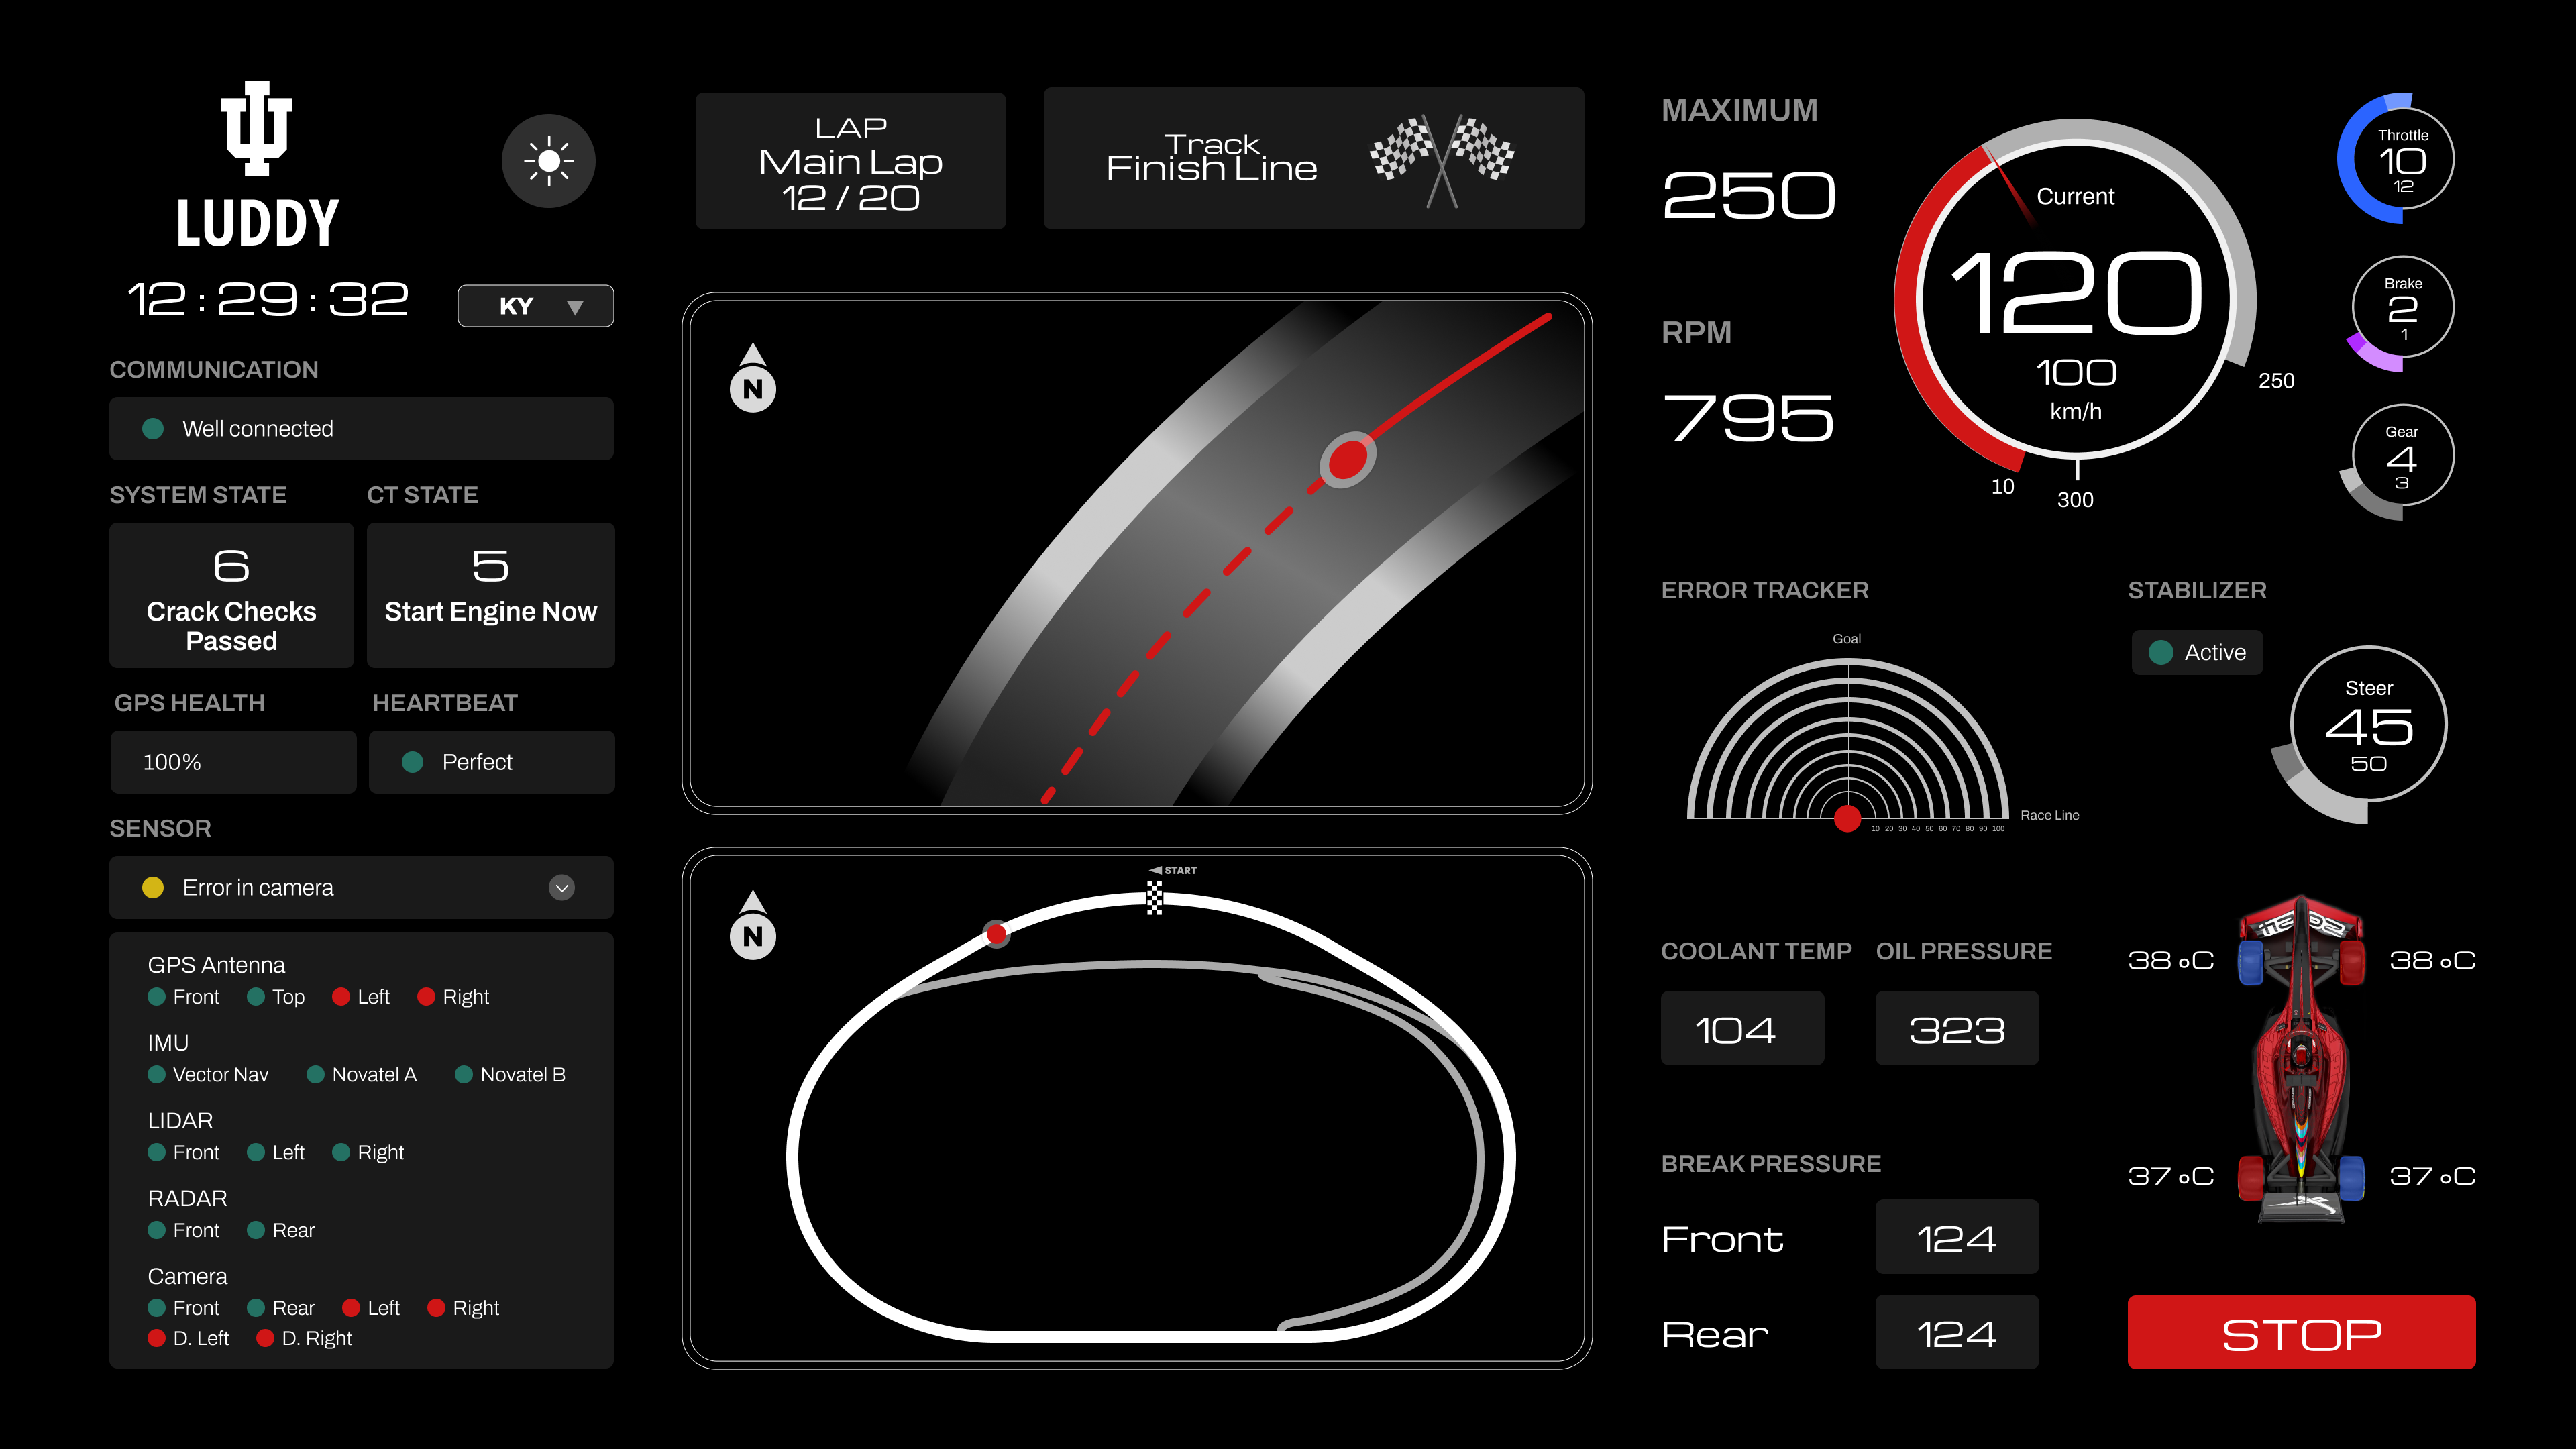 LUDDY
12 : 29 : 32
KY
COMMUNICATION
Well connected
SYSTEM STATE
CT STATE
6
Crack Checks
Passed
5
Start Engine Now
GPS HEALTH
HEARTBEAT
100%
Perfect
SENSOR
Error in camera
GPS Antenna
Front Top Left Right
IMU
Vector Nav Novatel A Novatel B
LIDAR
Front Left Right
RADAR
Front Rear
Camera
Front Rear Left Right
D. Left D. Right
LAP
Main Lap
12 / 20
Track
Finish Line
N
N
START
MAXIMUM
250
RPM
795
Current
120
100
km/h
10
300
250
Throttle
10
12
Brake
2
1
Gear
4
3
ERROR TRACKER
Goal
Race Line
10 20 30 40 50 60 70 80 90 100
STABILIZER
Active
Steer
45
50
COOLANT TEMP
OIL PRESSURE
104
323
BREAK PRESSURE
Front
124
Rear
124
38 °C
38 °C
37 °C
37 °C
STOP